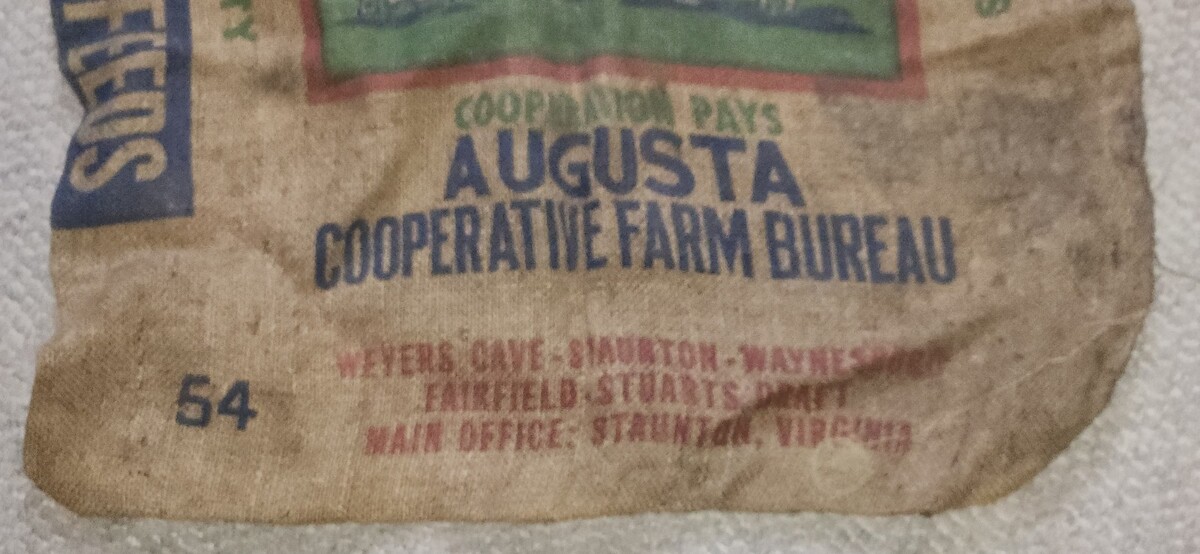 FEEDS
TY
S
COOPERATION PAYS
AUGUSTA
COOPERATIVE FARM BUREAU
WEYERS CAVE - STAUNTON - WAYNESBORO
FAIRFIELD - STUARTS DRAFT
MAIN OFFICE: STAUNTON, VIRGINIA
54